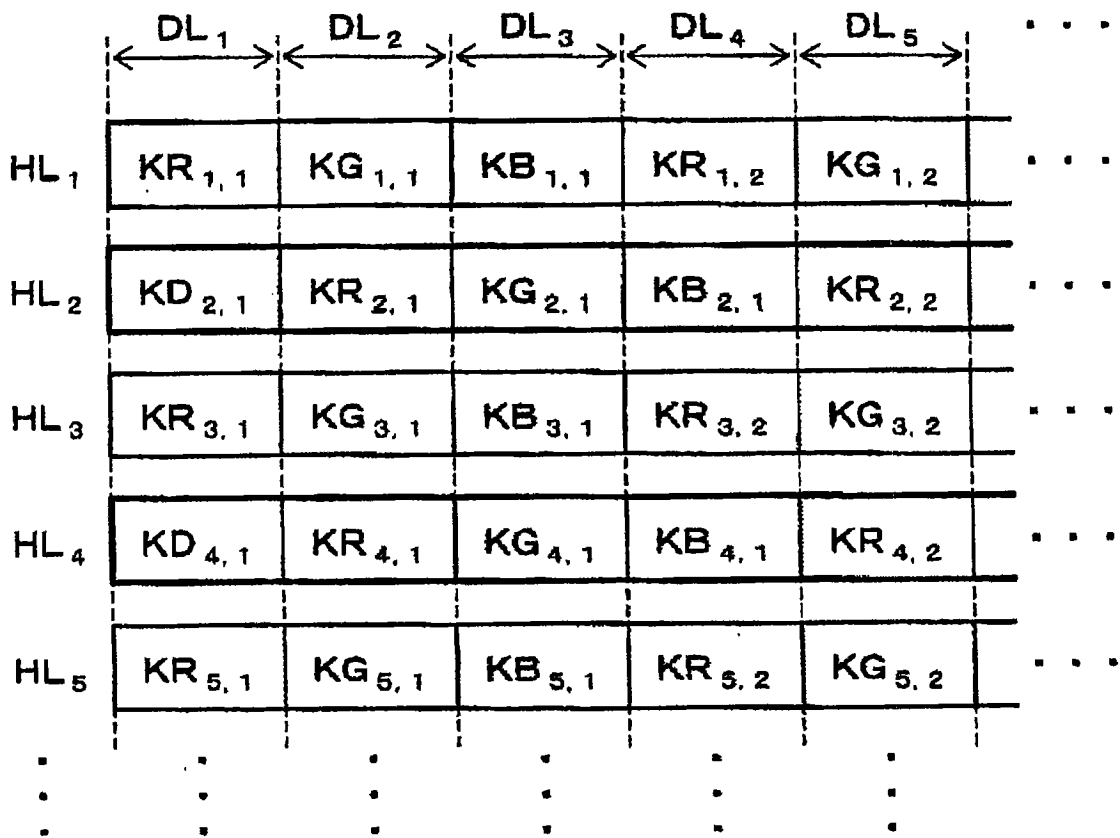 DL1 DL2 DL3 DL4 DL5 . . .
HL1 KR1,1 KG1,1 KB1,1 KR1,2 KG1,2 . . .
HL2 KD2,1 KR2,1 KG2,1 KB2,1 KR2,2 . . .
HL3 KR3,1 KG3,1 KB3,1 KR3,2 KG3,2 . . .
HL4 KD4,1 KR4,1 KG4,1 KB4,1 KR4,2 . . .
HL5 KR5,1 KG5,1 KB5,1 KR5,2 KG5,2 . . .